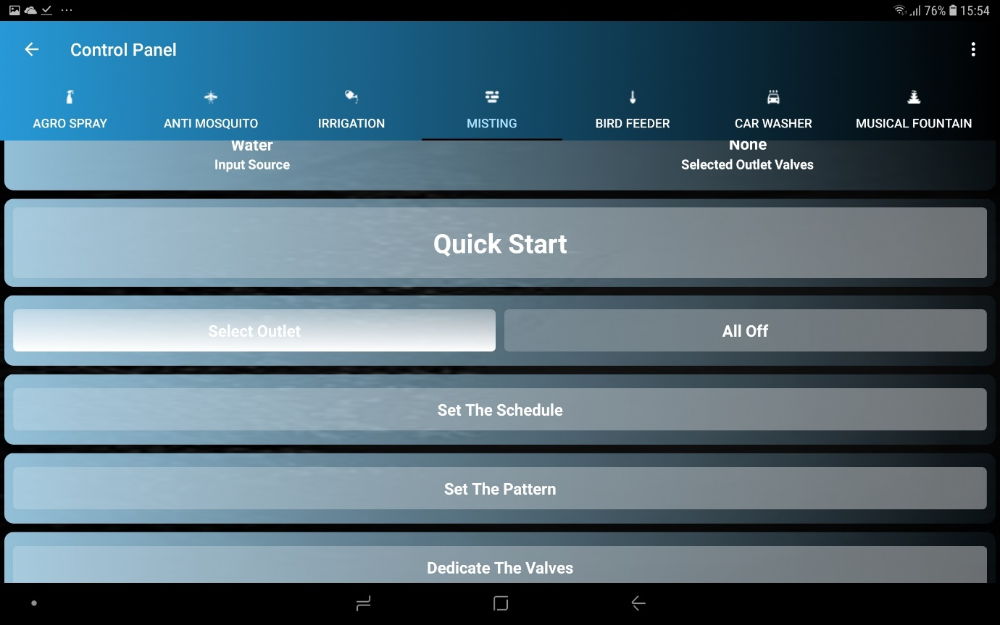 76% 15:54
Control Panel
AGRO SPRAY ANTI MOSQUITO IRRIGATION MISTING BIRD FEEDER CAR WASHER MUSICAL FOUNTAIN
Water None
Input Source Selected Outlet Valves
Quick Start
Select Outlet All Off
Set The Schedule
Set The Pattern
Dedicate The Valves